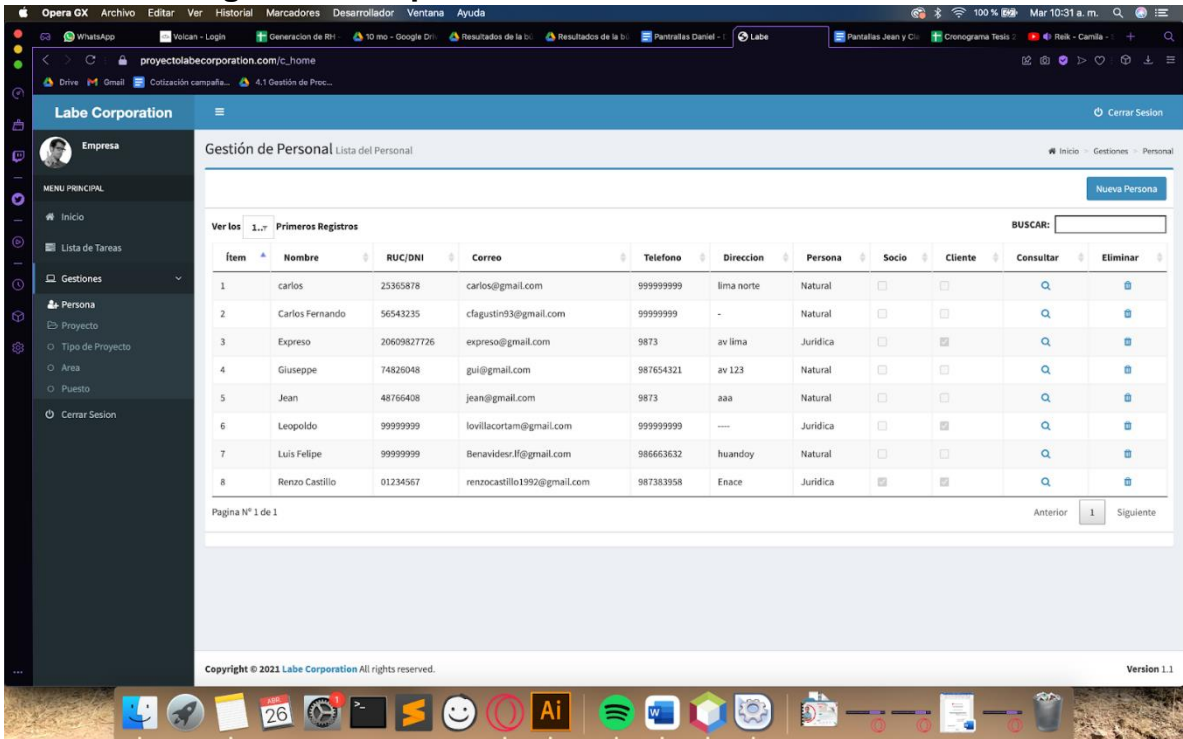 Opera GX Archivo Editar Ver Historial Marcadores Desarrollador Ventana Ayuda 100 % Mar 10:31 a. m.
WhatsApp Volcan - Login Generacion de RH - 10 mo - Google Dri Resultados de la bú Resultados de la bú Pantrallas Daniel - Labe Pantallas Jean y Cla Cronograma Tesis 2 Reik - Camila -
proyectolabecorporation.com/c_home
Drive Gmail Cotización campaña... 4.1 Gestión de Proc...
Labe Corporation Cerrar Sesion
Empresa
Gestión de Personal Lista del Personal Inicio > Gestiones > Personal
MENU PRINCIPAL
Nueva Persona
Inicio
Lista de Tareas
Gestiones
Persona
Proyecto
Tipo de Proyecto
Area
Puesto
Cerrar Sesion
Ver los 1.. Primeros Registros BUSCAR:
Ítem Nombre RUC/DNI Correo Telefono Direccion Persona Socio Cliente Consultar Eliminar
1 carlos 25365878 carlos@gmail.com 999999999 lima norte Natural
2 Carlos Fernando 56543235 cfagustin93@gmail.com 99999999 - Natural
3 Expreso 20609827726 expreso@gmail.com 9873 av lima Juridica
4 Giuseppe 74826048 gui@gmail.com 987654321 av 123 Natural
5 Jean 48766408 jean@gmail.com 9873 aaa Natural
6 Leopoldo 99999999 lovillacortam@gmail.com 999999999 ---- Juridica
7 Luis Felipe 99999999 Benavidesr.lf@gmail.com 986663632 huandoy Natural
8 Renzo Castillo 01234567 renzocastillo1992@gmail.com 987383958 Enace Juridica
Pagina N° 1 de 1 Anterior 1 Siguiente
Copyright © 2021 Labe Corporation All rights reserved. Version 1.1
ABR
26
1
Ai
W